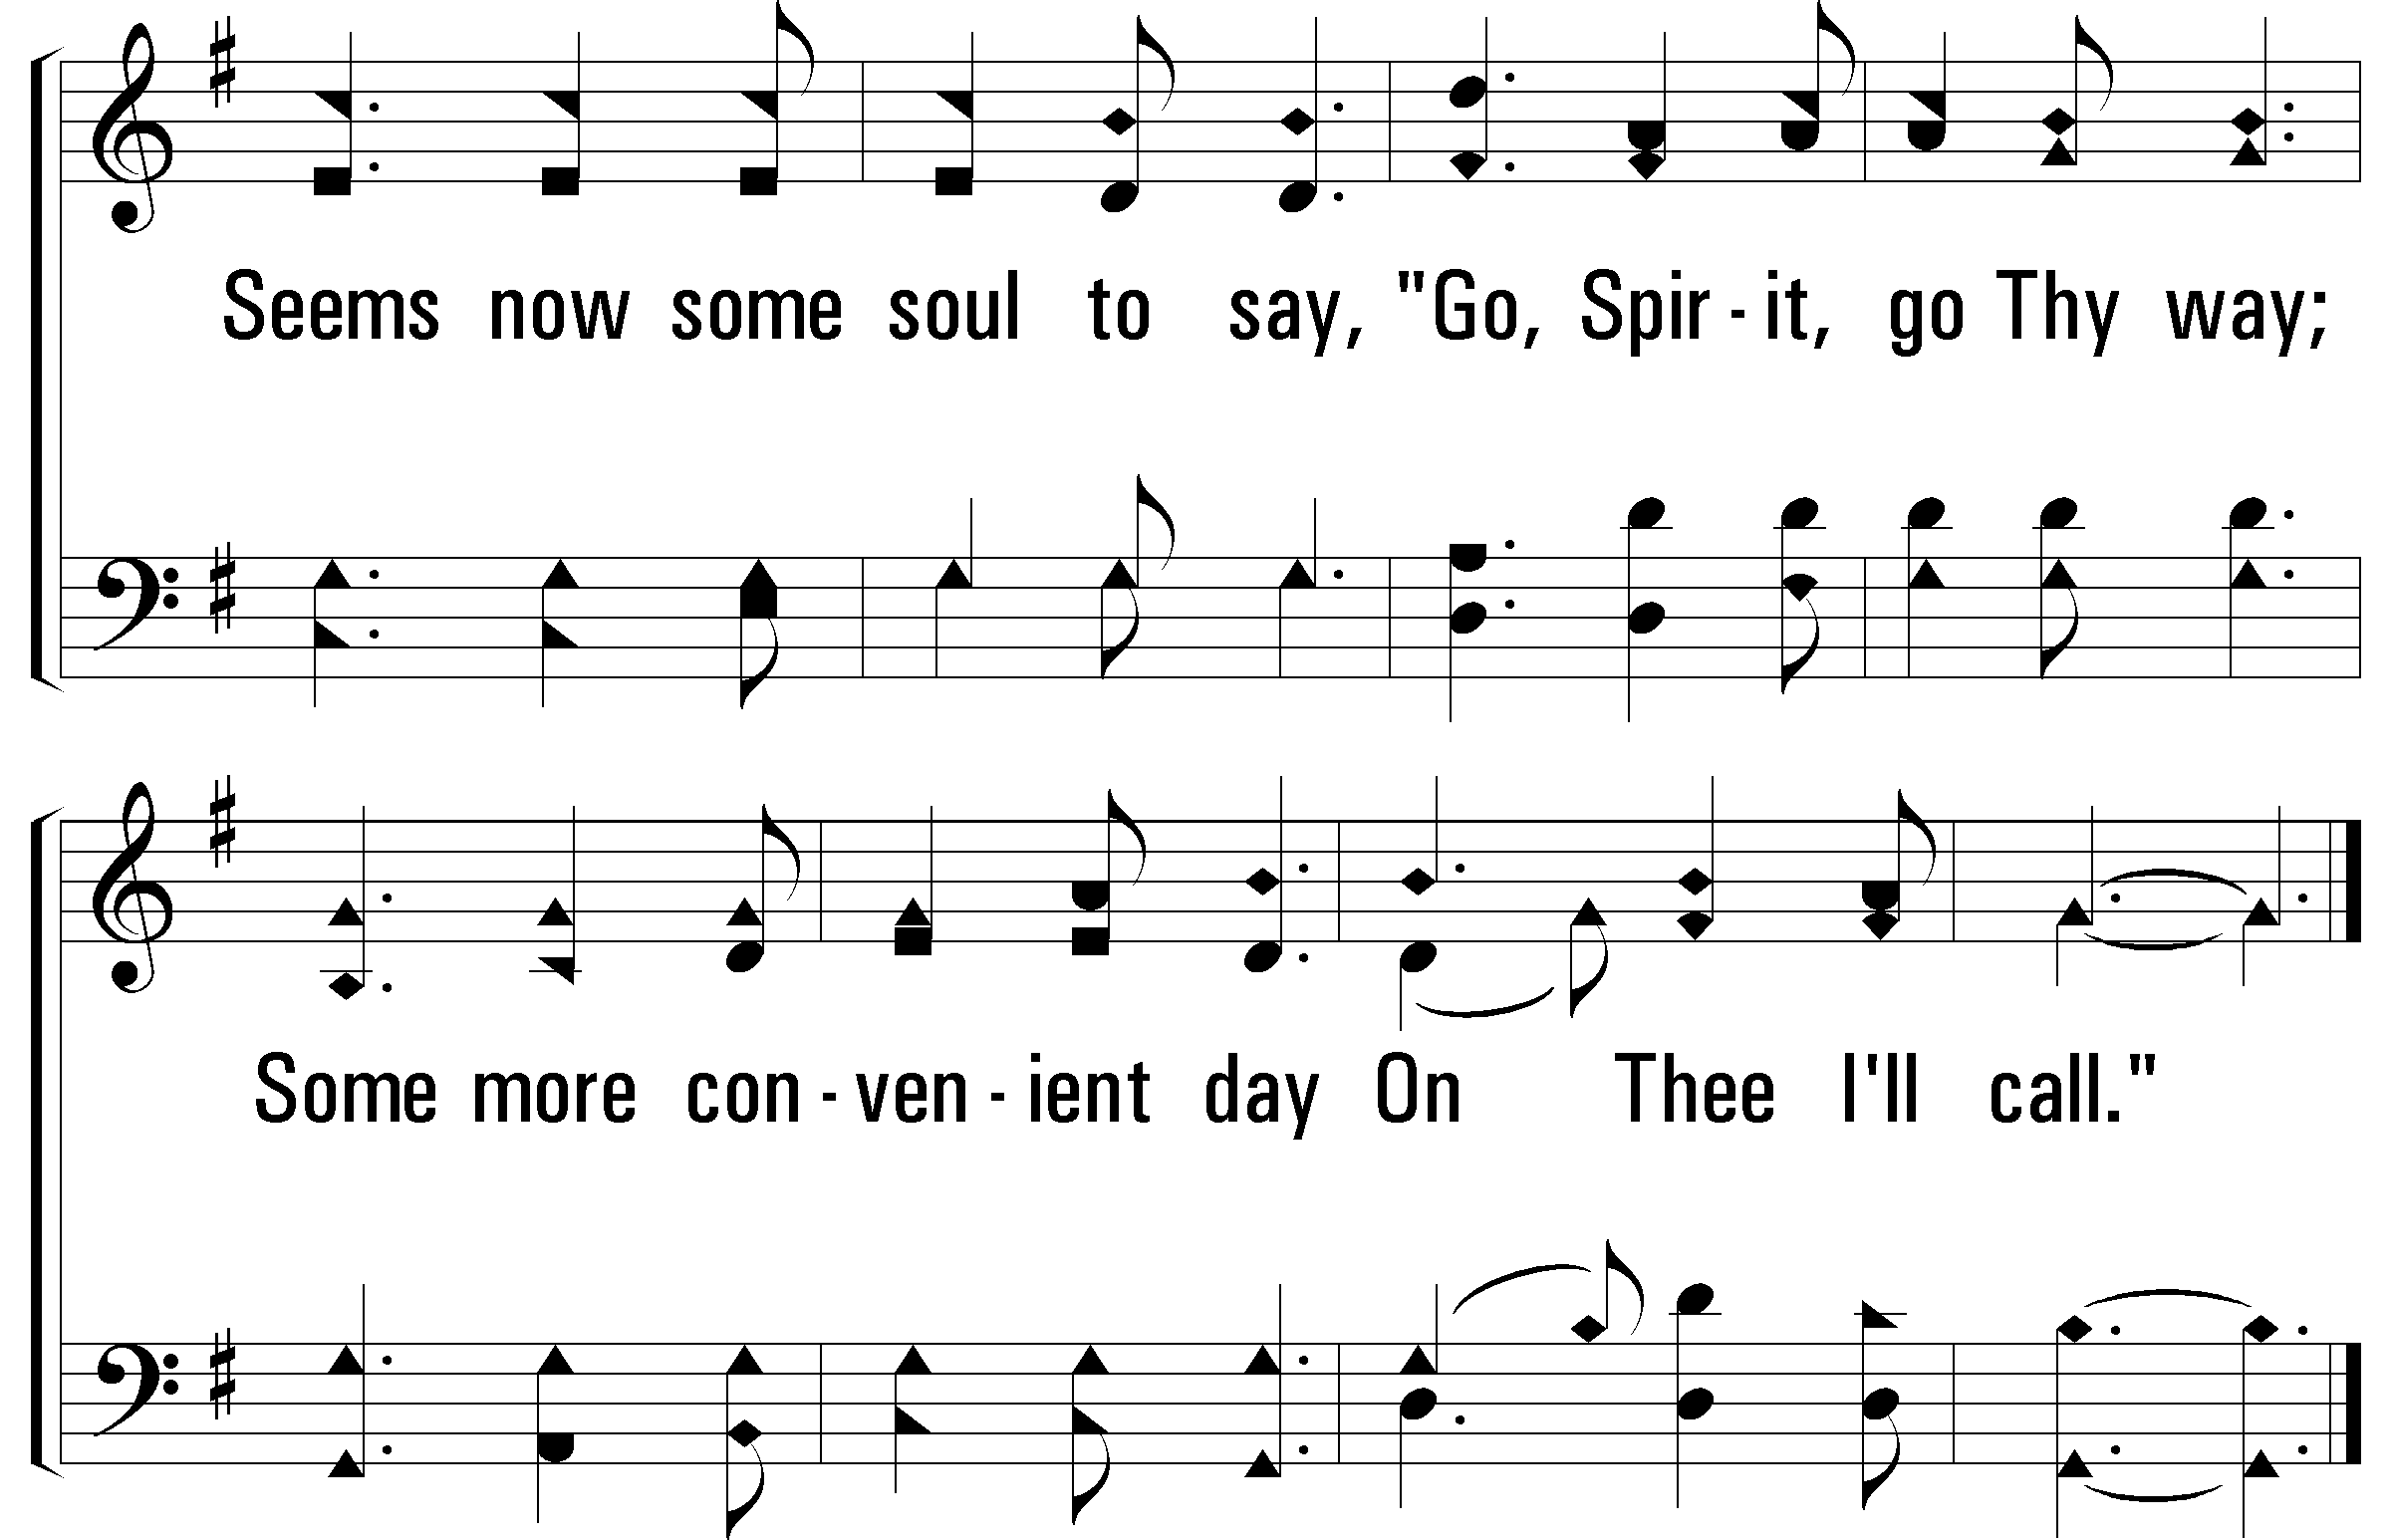 Seems now some soul to say, "Go, Spir - it, go Thy way;
Some more con - ven - ient day On Thee I'll call."